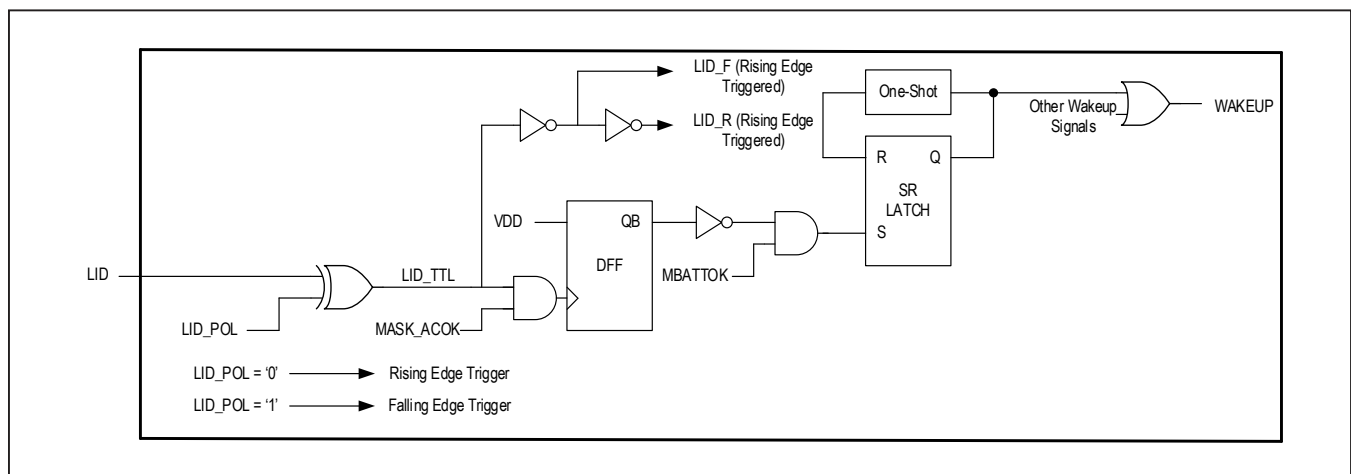 LID_F (Rising Edge
Triggered)
One-Shot
Other Wakeup
Signals
WAKEUP
LID_R (Rising Edge
Triggered)
R
Q
SR
LATCH
S
VDD
QB
DFF
MBATTOK
LID
LID_TTL
LID_POL
MASK_ACOK
LID_POL = ‘0’ Rising Edge Trigger
LID_POL = ‘1’ Falling Edge Trigger